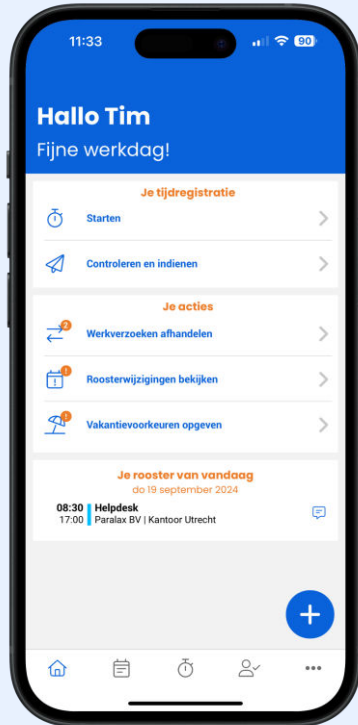 11:33
90
Hallo Tim
Fijne werkdag!
Je tijdregistratie
Starten
Controleren en indienen
Je acties
2
Werkverzoeken afhandelen
!
Roosterwijzigingen bekijken
!
Vakantievoorkeuren opgeven
Je rooster van vandaag
do 19 september 2024
08:30 Helpdesk
17:00 Paralax BV | Kantoor Utrecht